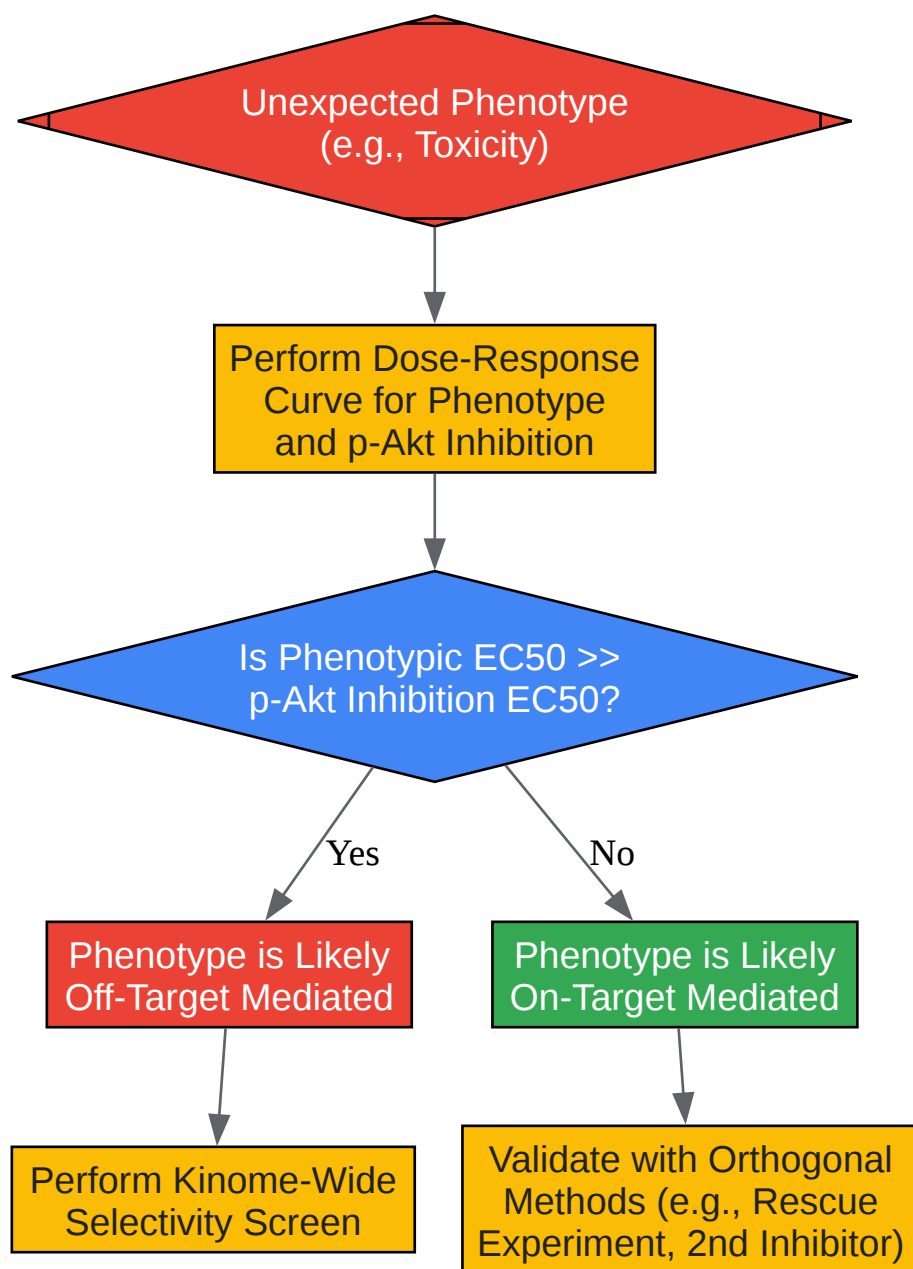 Unexpected Phenotype
(e.g., Toxicity)
Perform Dose-Response
Curve for Phenotype
and p-Akt Inhibition
Is Phenotypic EC50 >>
p-Akt Inhibition EC50?
Yes
No
Phenotype is Likely
Off-Target Mediated
Phenotype is Likely
On-Target Mediated
Perform Kinome-Wide
Selectivity Screen
Validate with Orthogonal
Methods (e.g., Rescue
Experiment, 2nd Inhibitor)